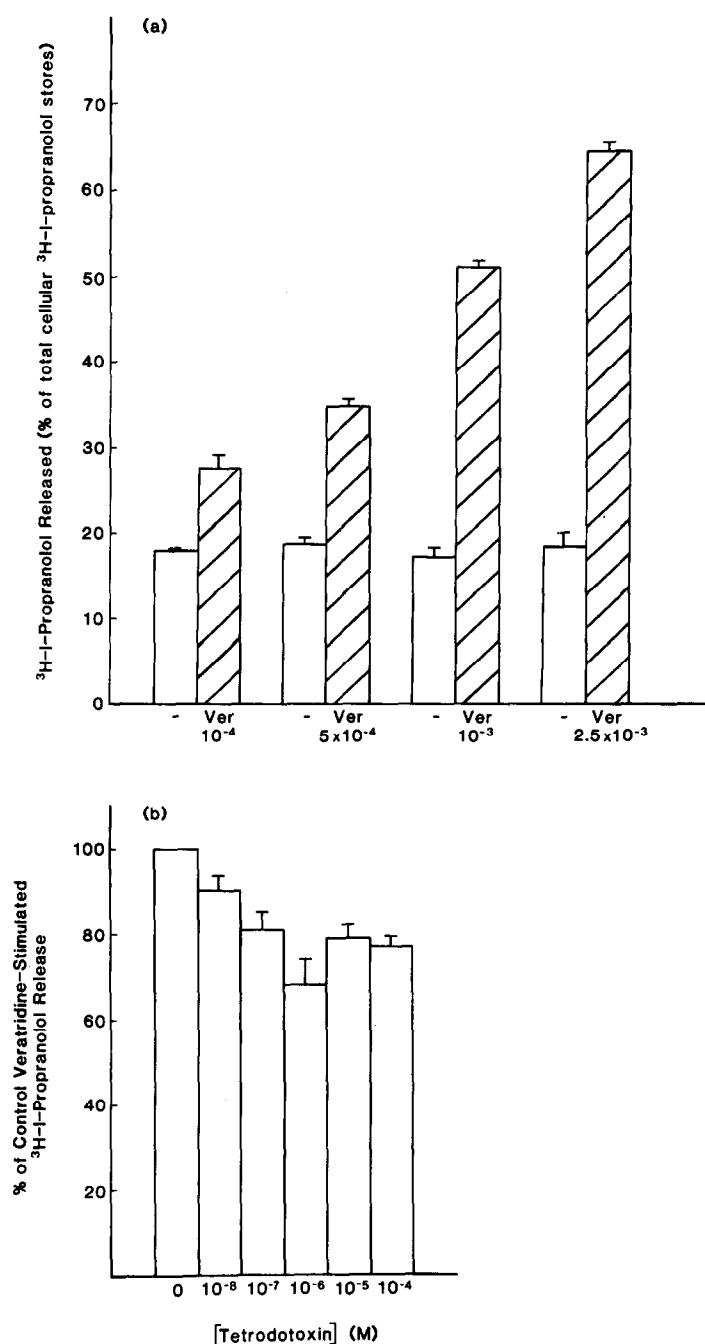 (a)
³H-l-Propranolol Released (% of total cellular ³H-l-propranolol stores)
70
60
50
40
30
20
10
0
- Ver - Ver - Ver - Ver
10⁻⁴ 5x10⁻⁴ 10⁻³ 2.5x10⁻³
(b)
% of Control Veratridine-Stimulated
³H-l-Propranolol Release
100
80
60
40
20
0 10⁻⁸ 10⁻⁷ 10⁻⁶ 10⁻⁵ 10⁻⁴
[Tetrodotoxin] (M)